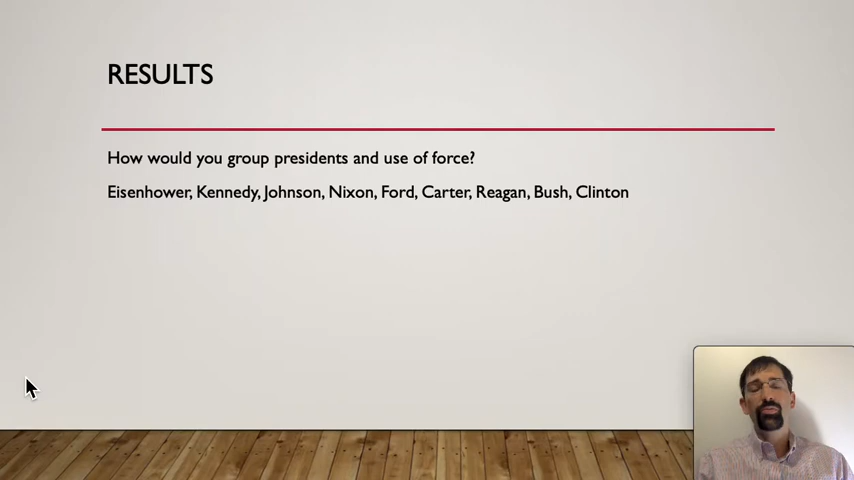 RESULTS
How would you group presidents and use of force?
Eisenhower, Kennedy, Johnson, Nixon, Ford, Carter, Reagan, Bush, Clinton